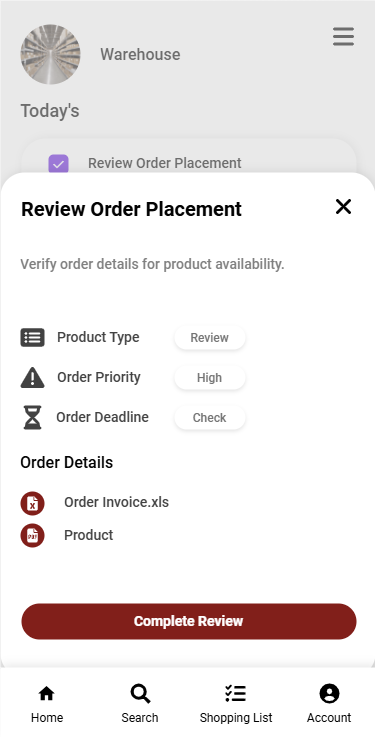 Warehouse
Today's
Review Order Placement
Review Order Placement
Verify order details for product availability.
Product Type
Review
Order Priority
High
Order Deadline
Check
Order Details
Order Invoice.xls
Product
Complete Review
Home
Search
Shopping List
Account